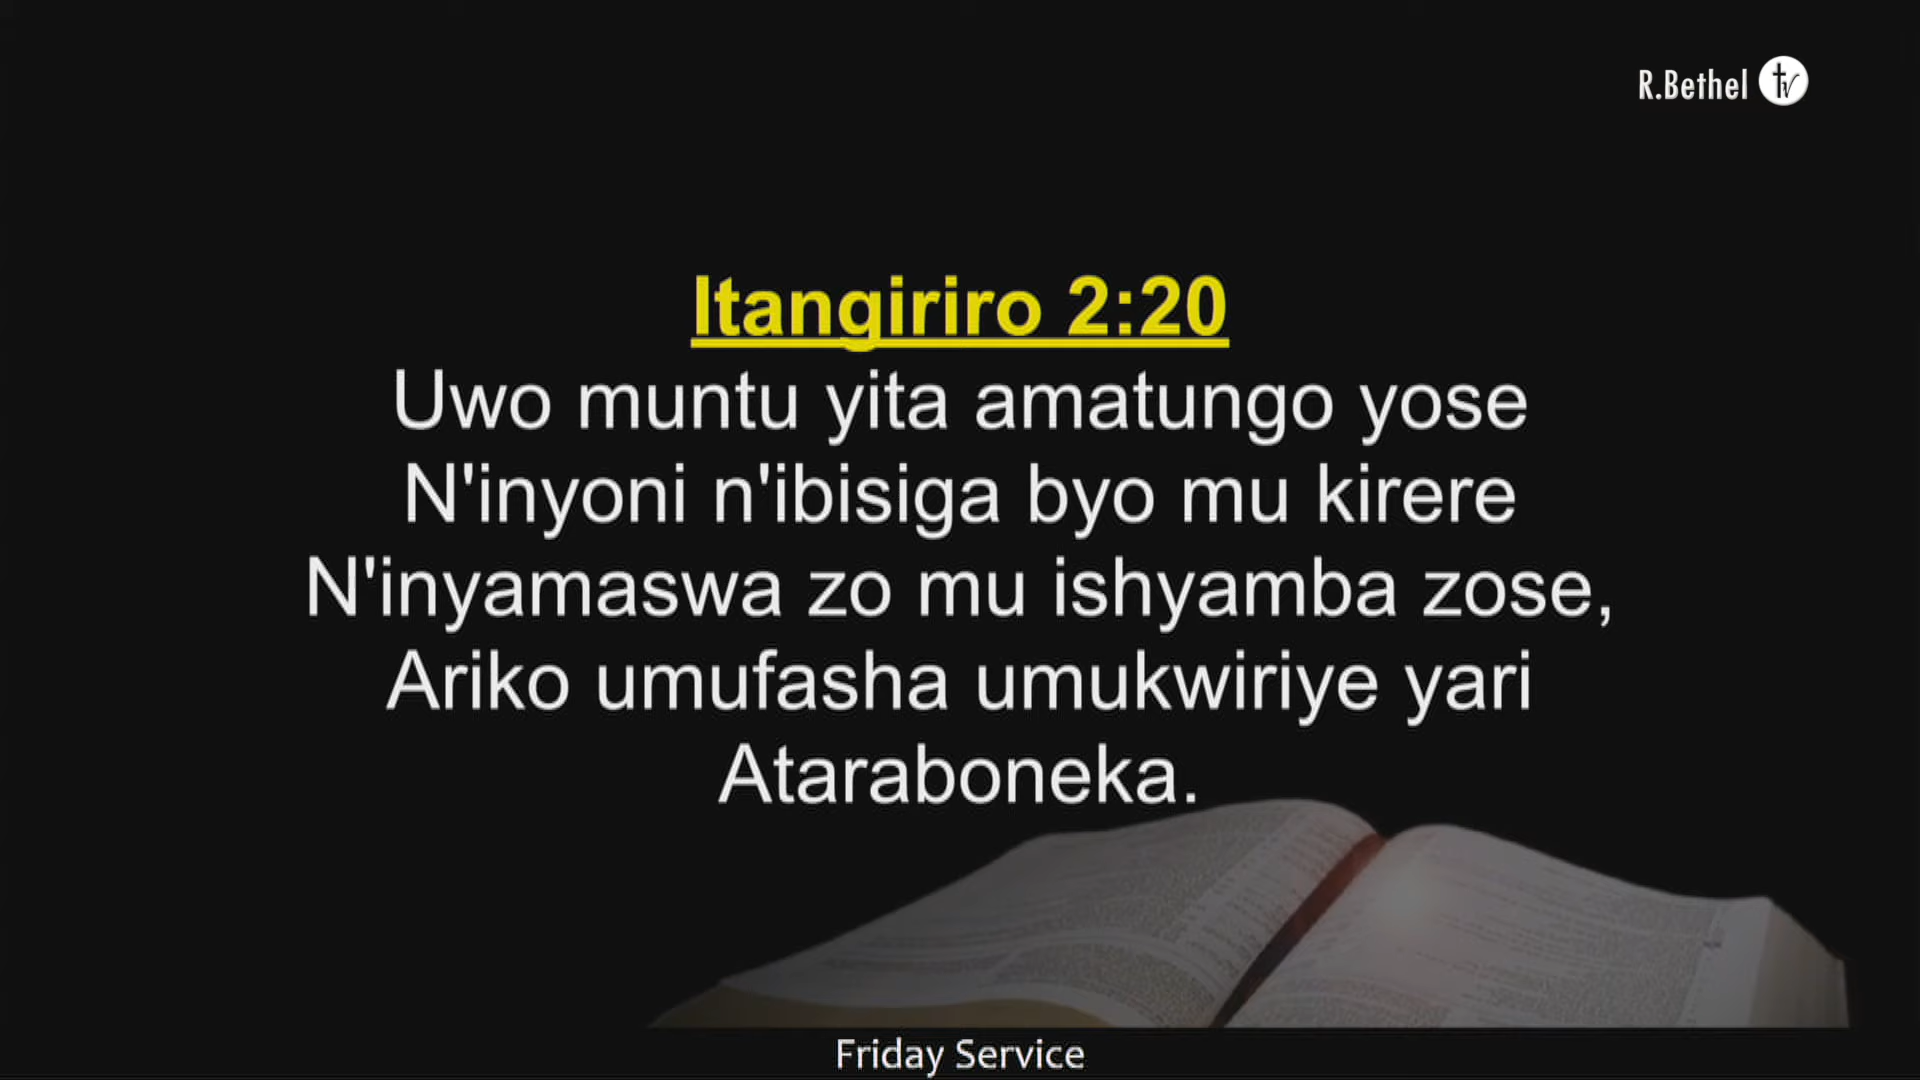 R.Bethel tv
Itangiriro 2:20
Uwo muntu yita amatungo yose
N'inyoni n'ibisiga byo mu kirere
N'inyamaswa zo mu ishyamba zose,
Ariko umufasha umukwiriye yari
Ataraboneka.
Friday Service